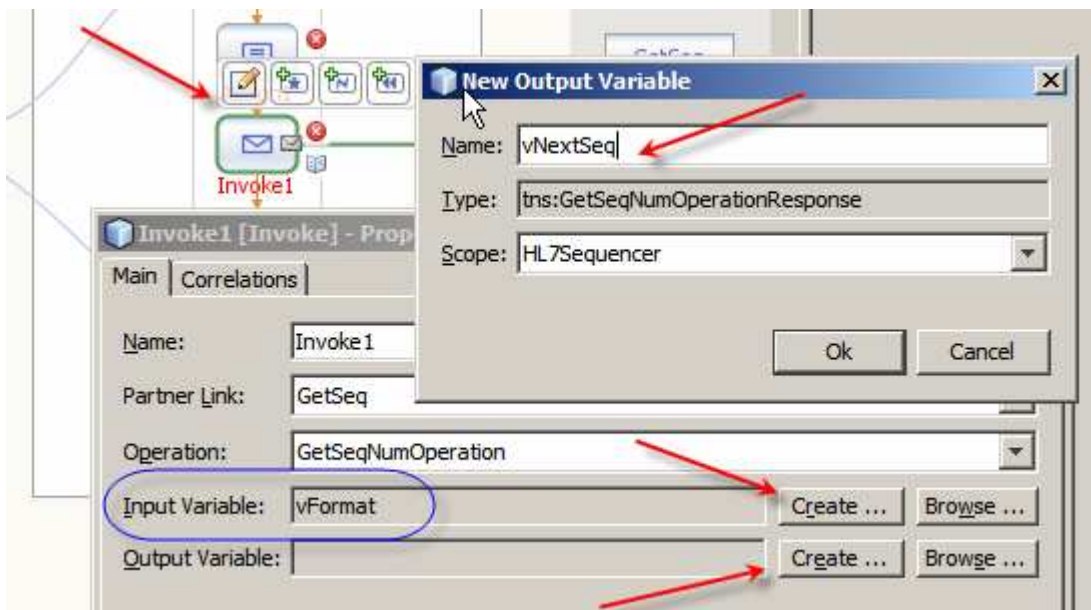 GetSeq
New Output Variable
Name: vNextSeq
Type: tns:GetSeqNumOperationResponse
Scope: HL7Sequencer
Ok Cancel
Invoke1
Invoke1 [Invoke] - Prop
Main Correlations
Name: Invoke1
Partner Link: GetSeq
Operation: GetSeqNumOperation
Input Variable: vFormat Create ... Browse ...
Output Variable: Create ... Browse ...